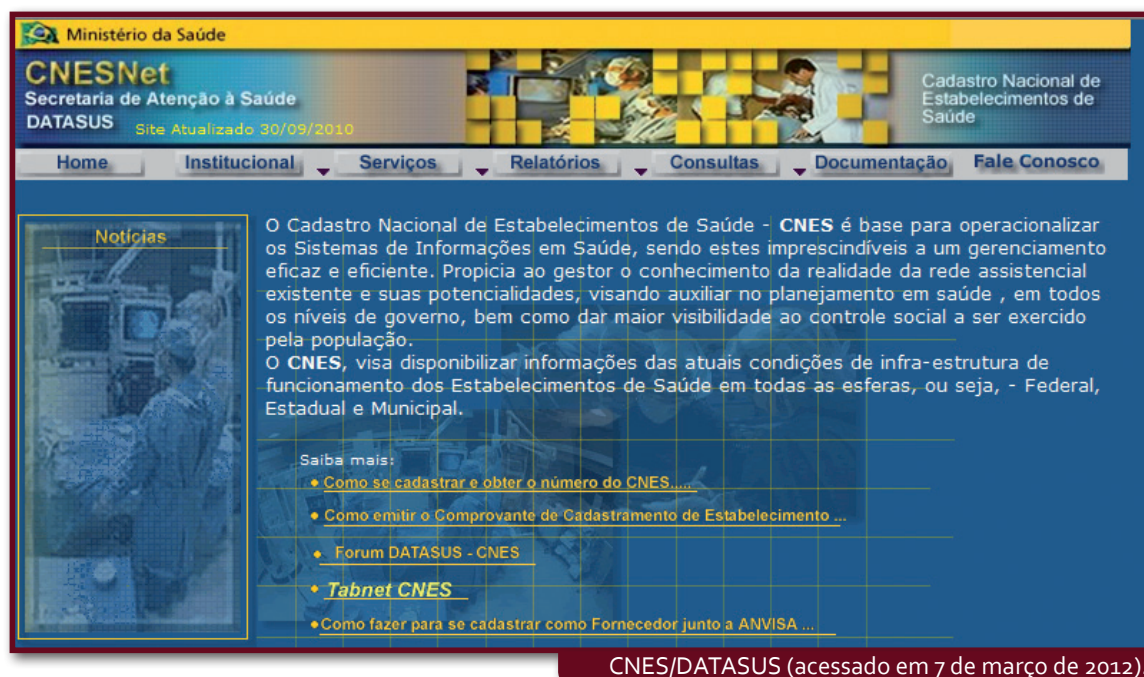 Ministério da Saúde
CNESNet
Secretaria de Atenção à Saúde
DATASUS
Site Atualizado 30/09/2010
Cadastro Nacional de
Estabelecimentos de
Saúde
Home Institucional Serviços Relatórios Consultas Documentação Fale Conosco
Notícias
O Cadastro Nacional de Estabelecimentos de Saúde - CNES é base para operacionalizar
os Sistemas de Informações em Saúde, sendo estes imprescindíveis a um gerenciamento
eficaz e eficiente. Propicia ao gestor o conhecimento da realidade da rede assistencial
existente e suas potencialidades, visando auxiliar no planejamento em saúde , em todos
os níveis de governo, bem como dar maior visibilidade ao controle social a ser exercido
pela população.
O CNES, visa disponibilizar informações das atuais condições de infra-estrutura de
funcionamento dos Estabelecimentos de Saúde em todas as esferas, ou seja, - Federal,
Estadual e Municipal.
Saiba mais:
Como se cadastrar e obter o número do CNES.....
Como emitir o Comprovante de Cadastramento de Estabelecimento ...
Forum DATASUS - CNES
Tabnet CNES
Como fazer para se cadastrar como Fornecedor junto a ANVISA ...
CNES/DATASUS (acessado em 7 de março de 2012)